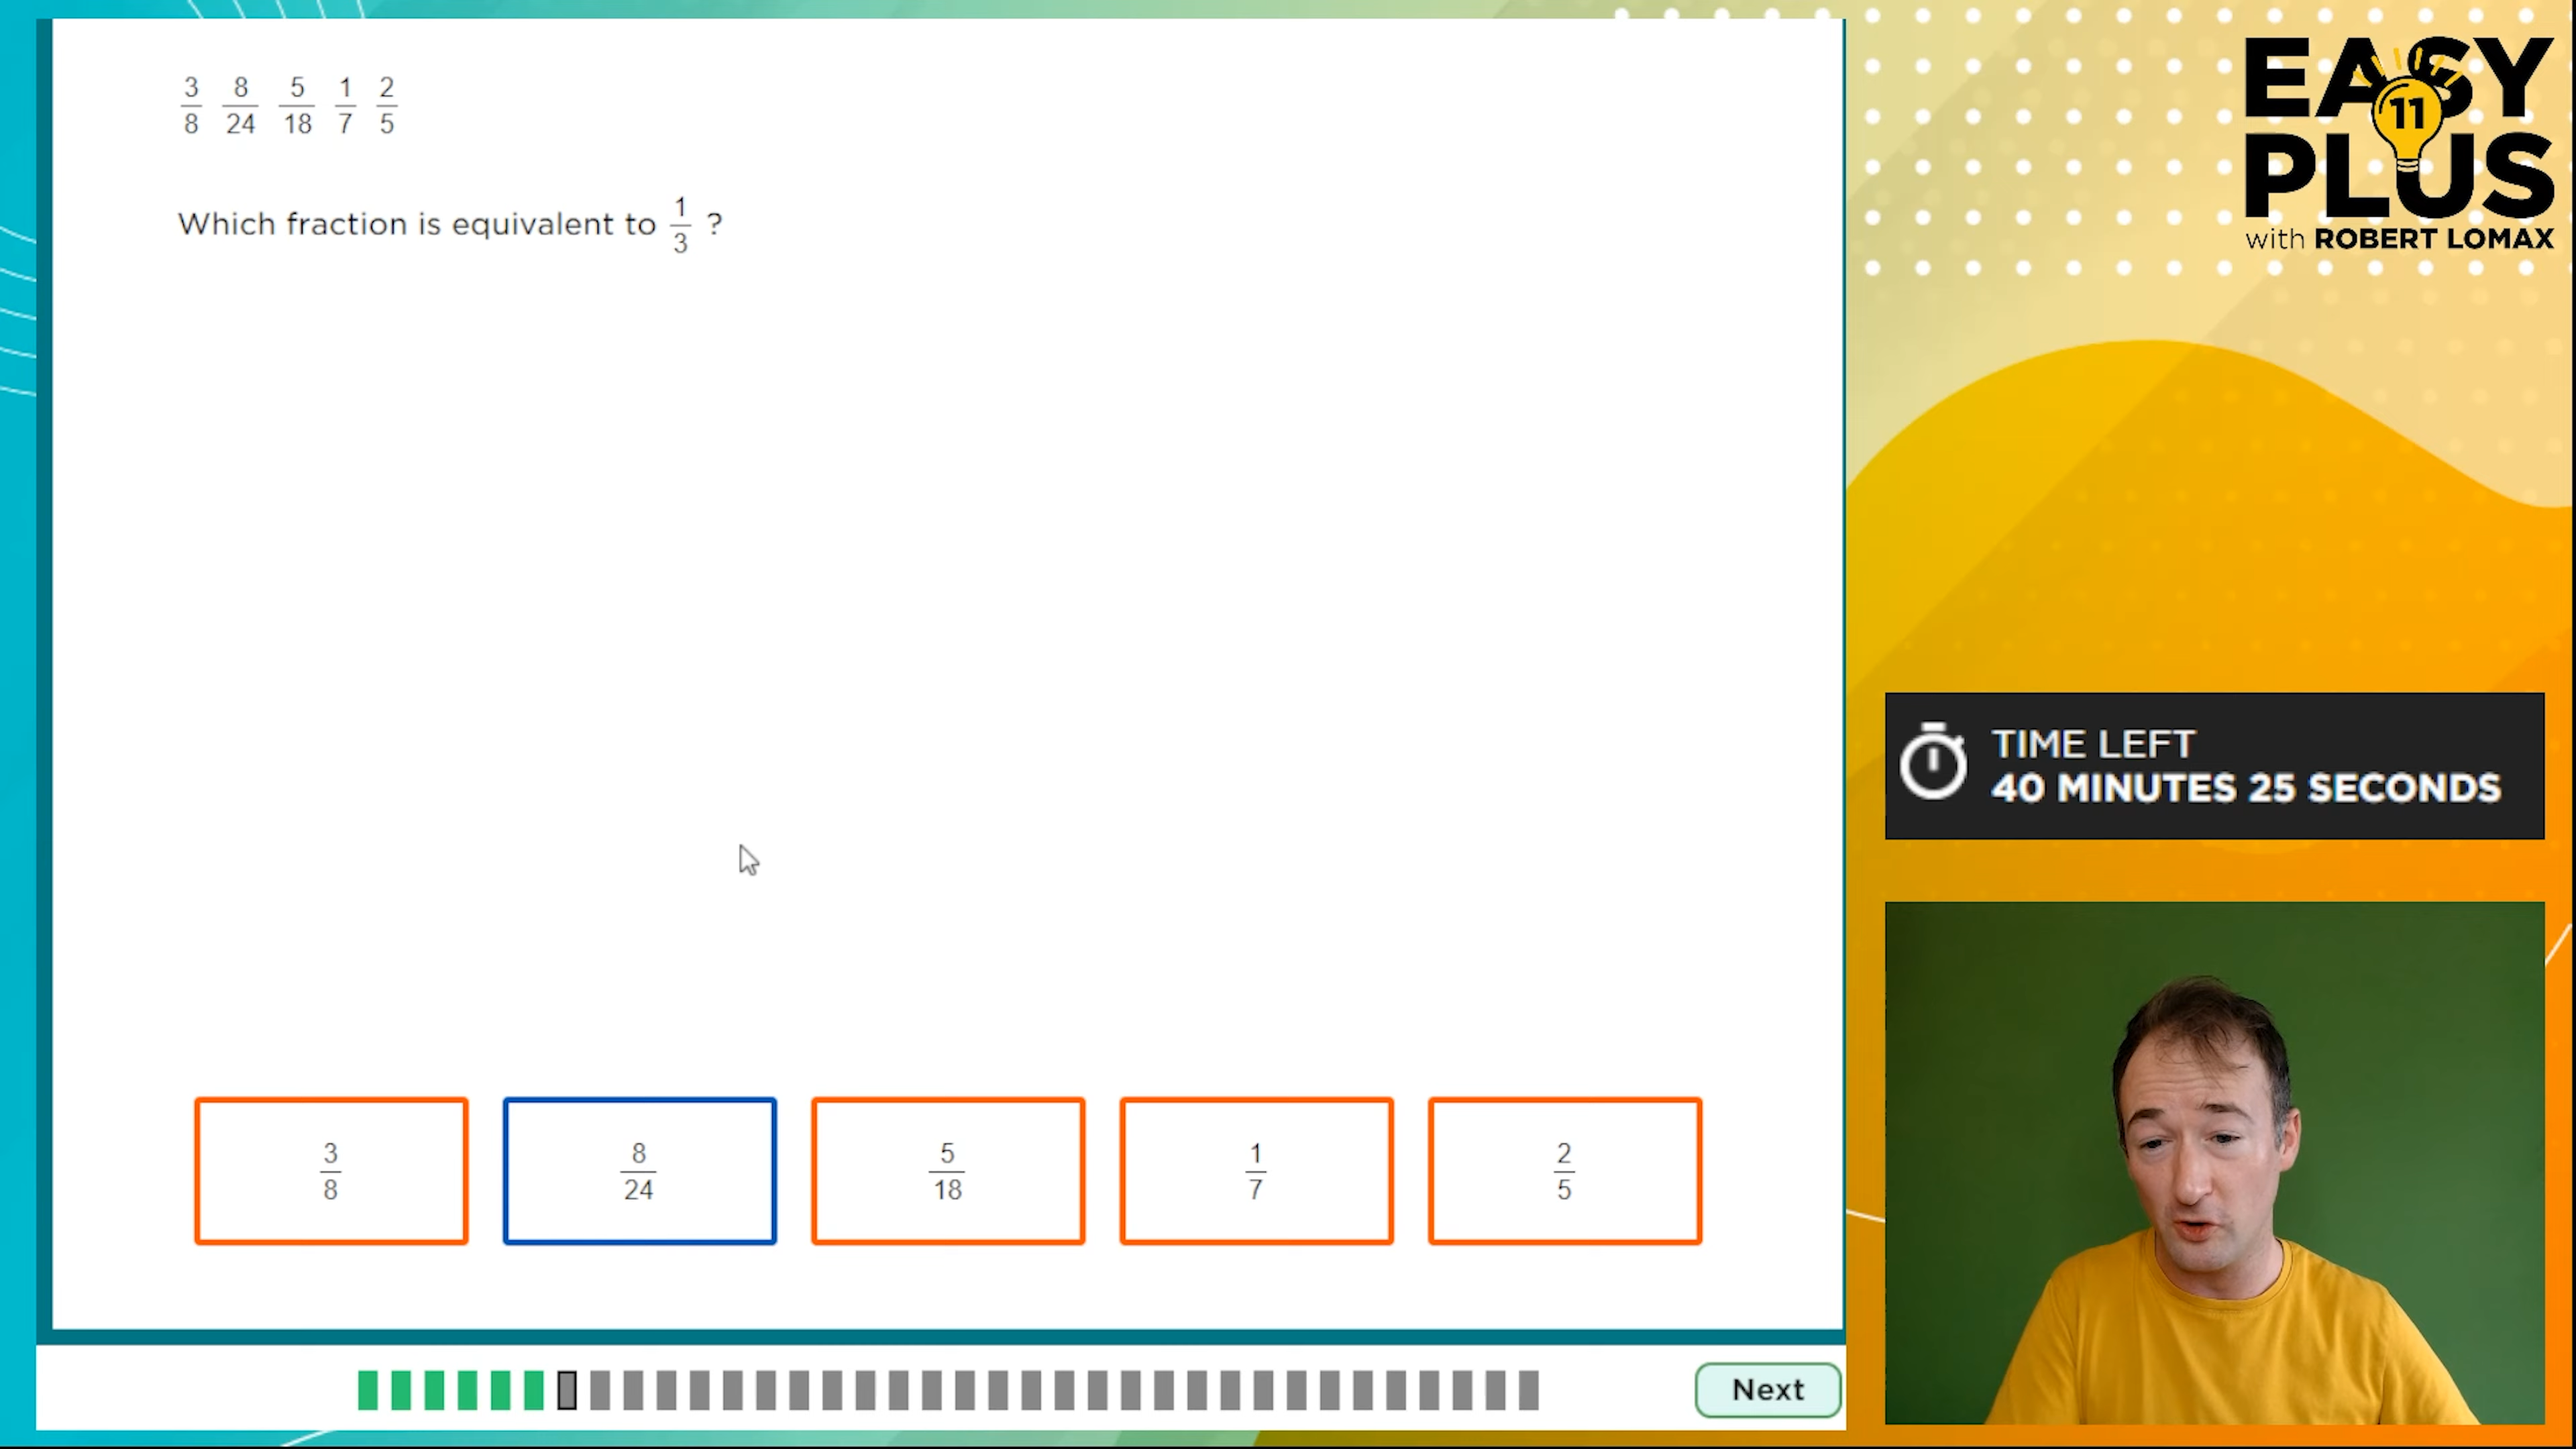 3/8 8/24 5/18 1/7 2/5
Which fraction is equivalent to 1/3 ?
3/8
8/24
5/18
1/7
2/5
Next
EASY
11
PLUS
with ROBERT LOMAX
TIME LEFT
40 MINUTES 25 SECONDS